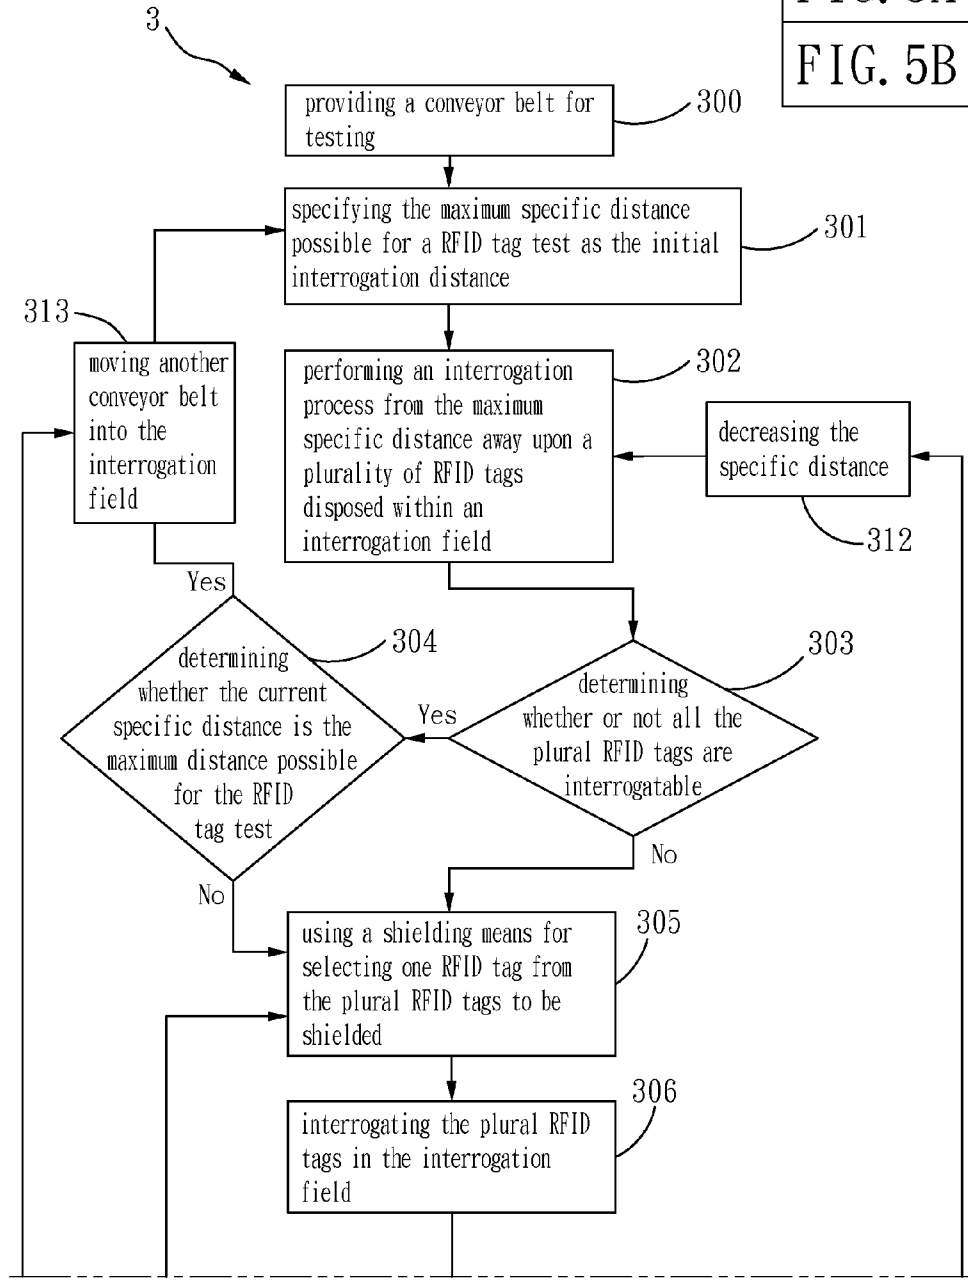 3
FIG. 5B
providing a conveyor belt for
testing
300
specifying the maximum specific distance
possible for a RFID tag test as the initial
interrogation distance
301
313
moving another
conveyor belt
into the
interrogation
field
performing an interrogation
process from the maximum
specific distance away upon a
plurality of RFID tags
disposed within an
interrogation field
302
decreasing the
specific distance
312
Yes
determining
whether the current
specific distance is the
maximum distance possible
for the RFID
tag test
304
Yes
determining
whether or not all the
plural RFID tags are
interrogatable
303
No
No
using a shielding means for
selecting one RFID tag from
the plural RFID tags to be
shielded
305
interrogating the plural RFID
tags in the interrogation
field
306